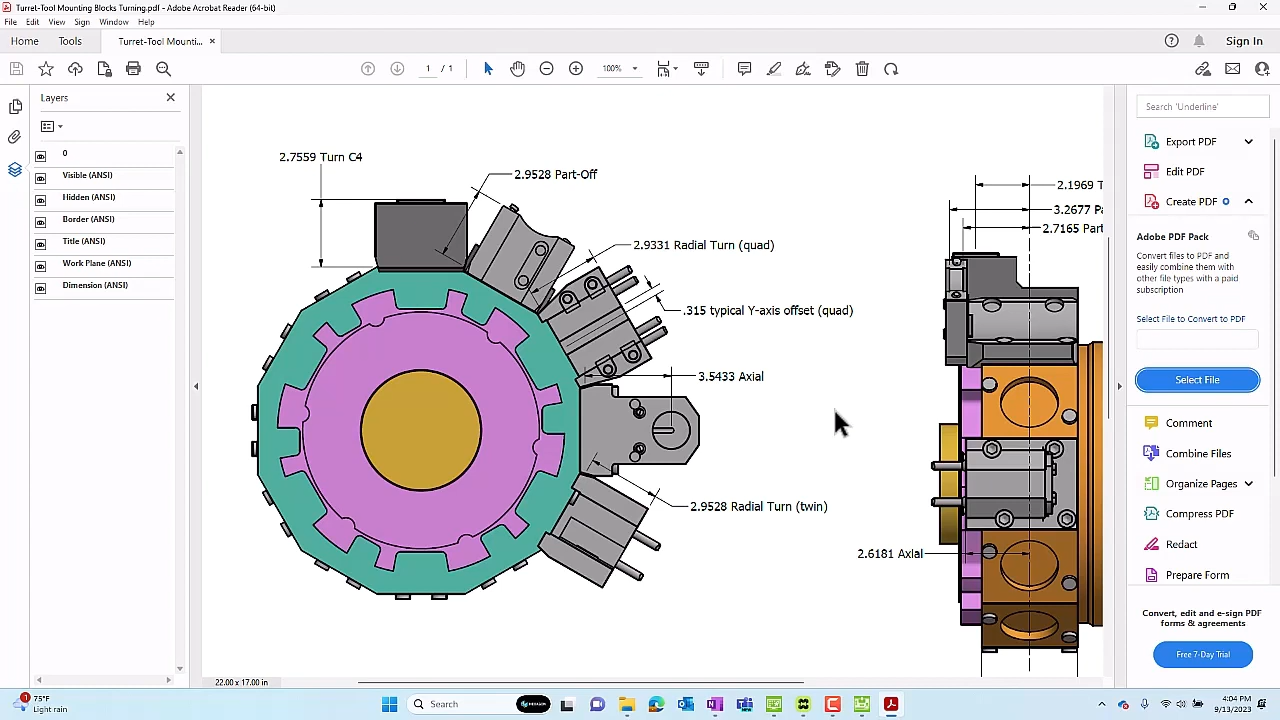 Turret-Tool Mounting Blocks Turning.pdf - Adobe Acrobat Reader (64-bit)
File Edit View Sign Window Help
Home Tools Turret-Tool Mounti... × Sign In
1 / 1 100%
Layers
0
Visible (ANSI)
Hidden (ANSI)
Border (ANSI)
Title (ANSI)
Work Plane (ANSI)
Dimension (ANSI)
2.7559 Turn C4
2.9528 Part-Off
2.9331 Radial Turn (quad)
.315 typical Y-axis offset (quad)
3.5433 Axial
2.9528 Radial Turn (twin)
2.1969 T
3.2677 Pa
2.7165 Part
2.6181 Axial
22.00 x 17.00 in
Search 'Underline'
Export PDF
Edit PDF
Create PDF
Adobe PDF Pack
Convert files to PDF and
easily combine them with
other file types with a paid
subscription
Select File to Convert to PDF
Select File
Comment
Combine Files
Organize Pages
Compress PDF
Redact
Prepare Form
Convert, edit and e-sign PDF
forms & agreements
Free 7-Day Trial
1
75°F
Light rain
Search
HEXAGON
2:04 PM
9/13/2023